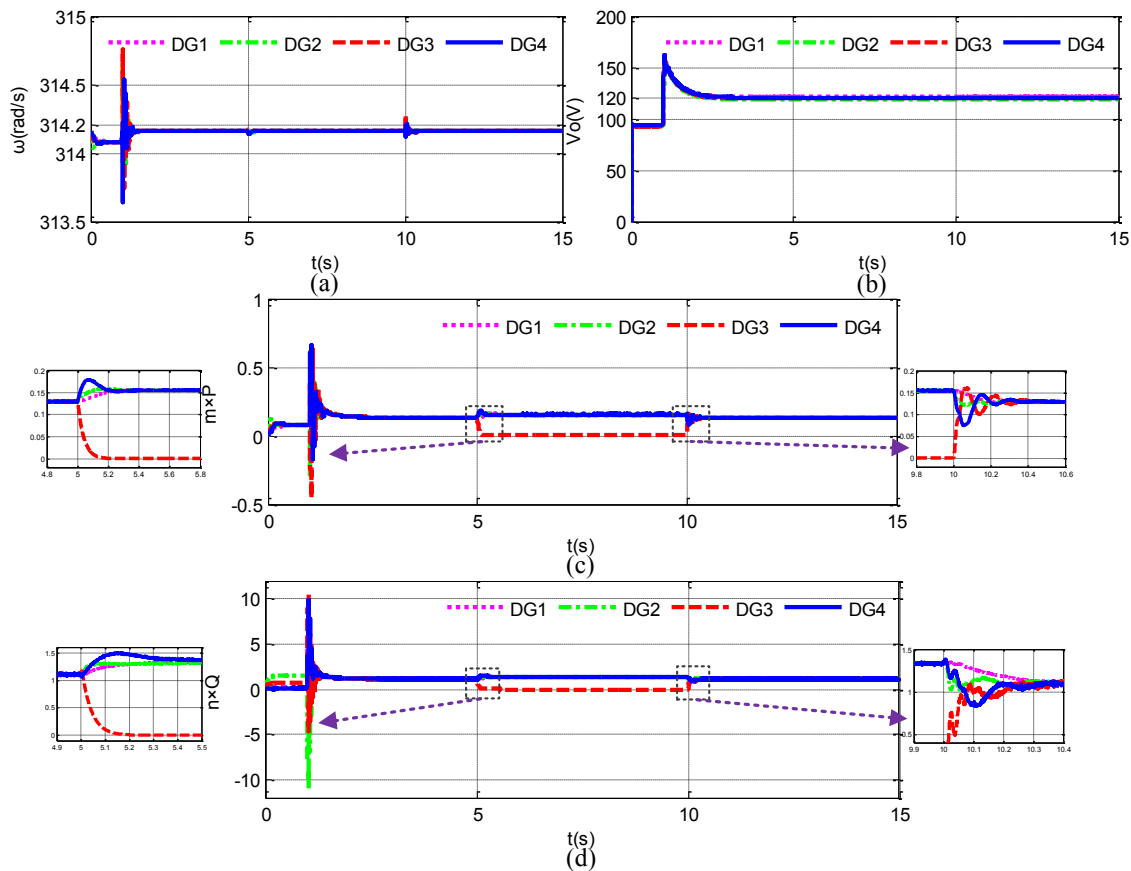 315
314.5
314.2
314
313.5
ω(rad/s)
DG1 DG2 DG3 DG4
0 5 10 15
t(s)
(a)
200
150
120
100
50
0
Vo(V)
DG1 DG2 DG3 DG4
0 5 10 15
t(s)
(b)
1
0.5
0
-0.5
m×P
DG1 DG2 DG3 DG4
0 5 10 15
t(s)
(c)
0.2
0.15
0.1
0.05
0
4.8 5 5.2 5.4 5.6 5.8
0.2
0.15
0.1
0.05
0
9.8 10 10.2 10.4 10.6
10
5
0
-5
-10
n×Q
DG1 DG2 DG3 DG4
0 5 10 15
t(s)
(d)
1.5
1
0.5
0
4.9 5 5.1 5.2 5.3 5.4 5.5
1.5
1
0.5
9.9 10 10.1 10.2 10.3 10.4